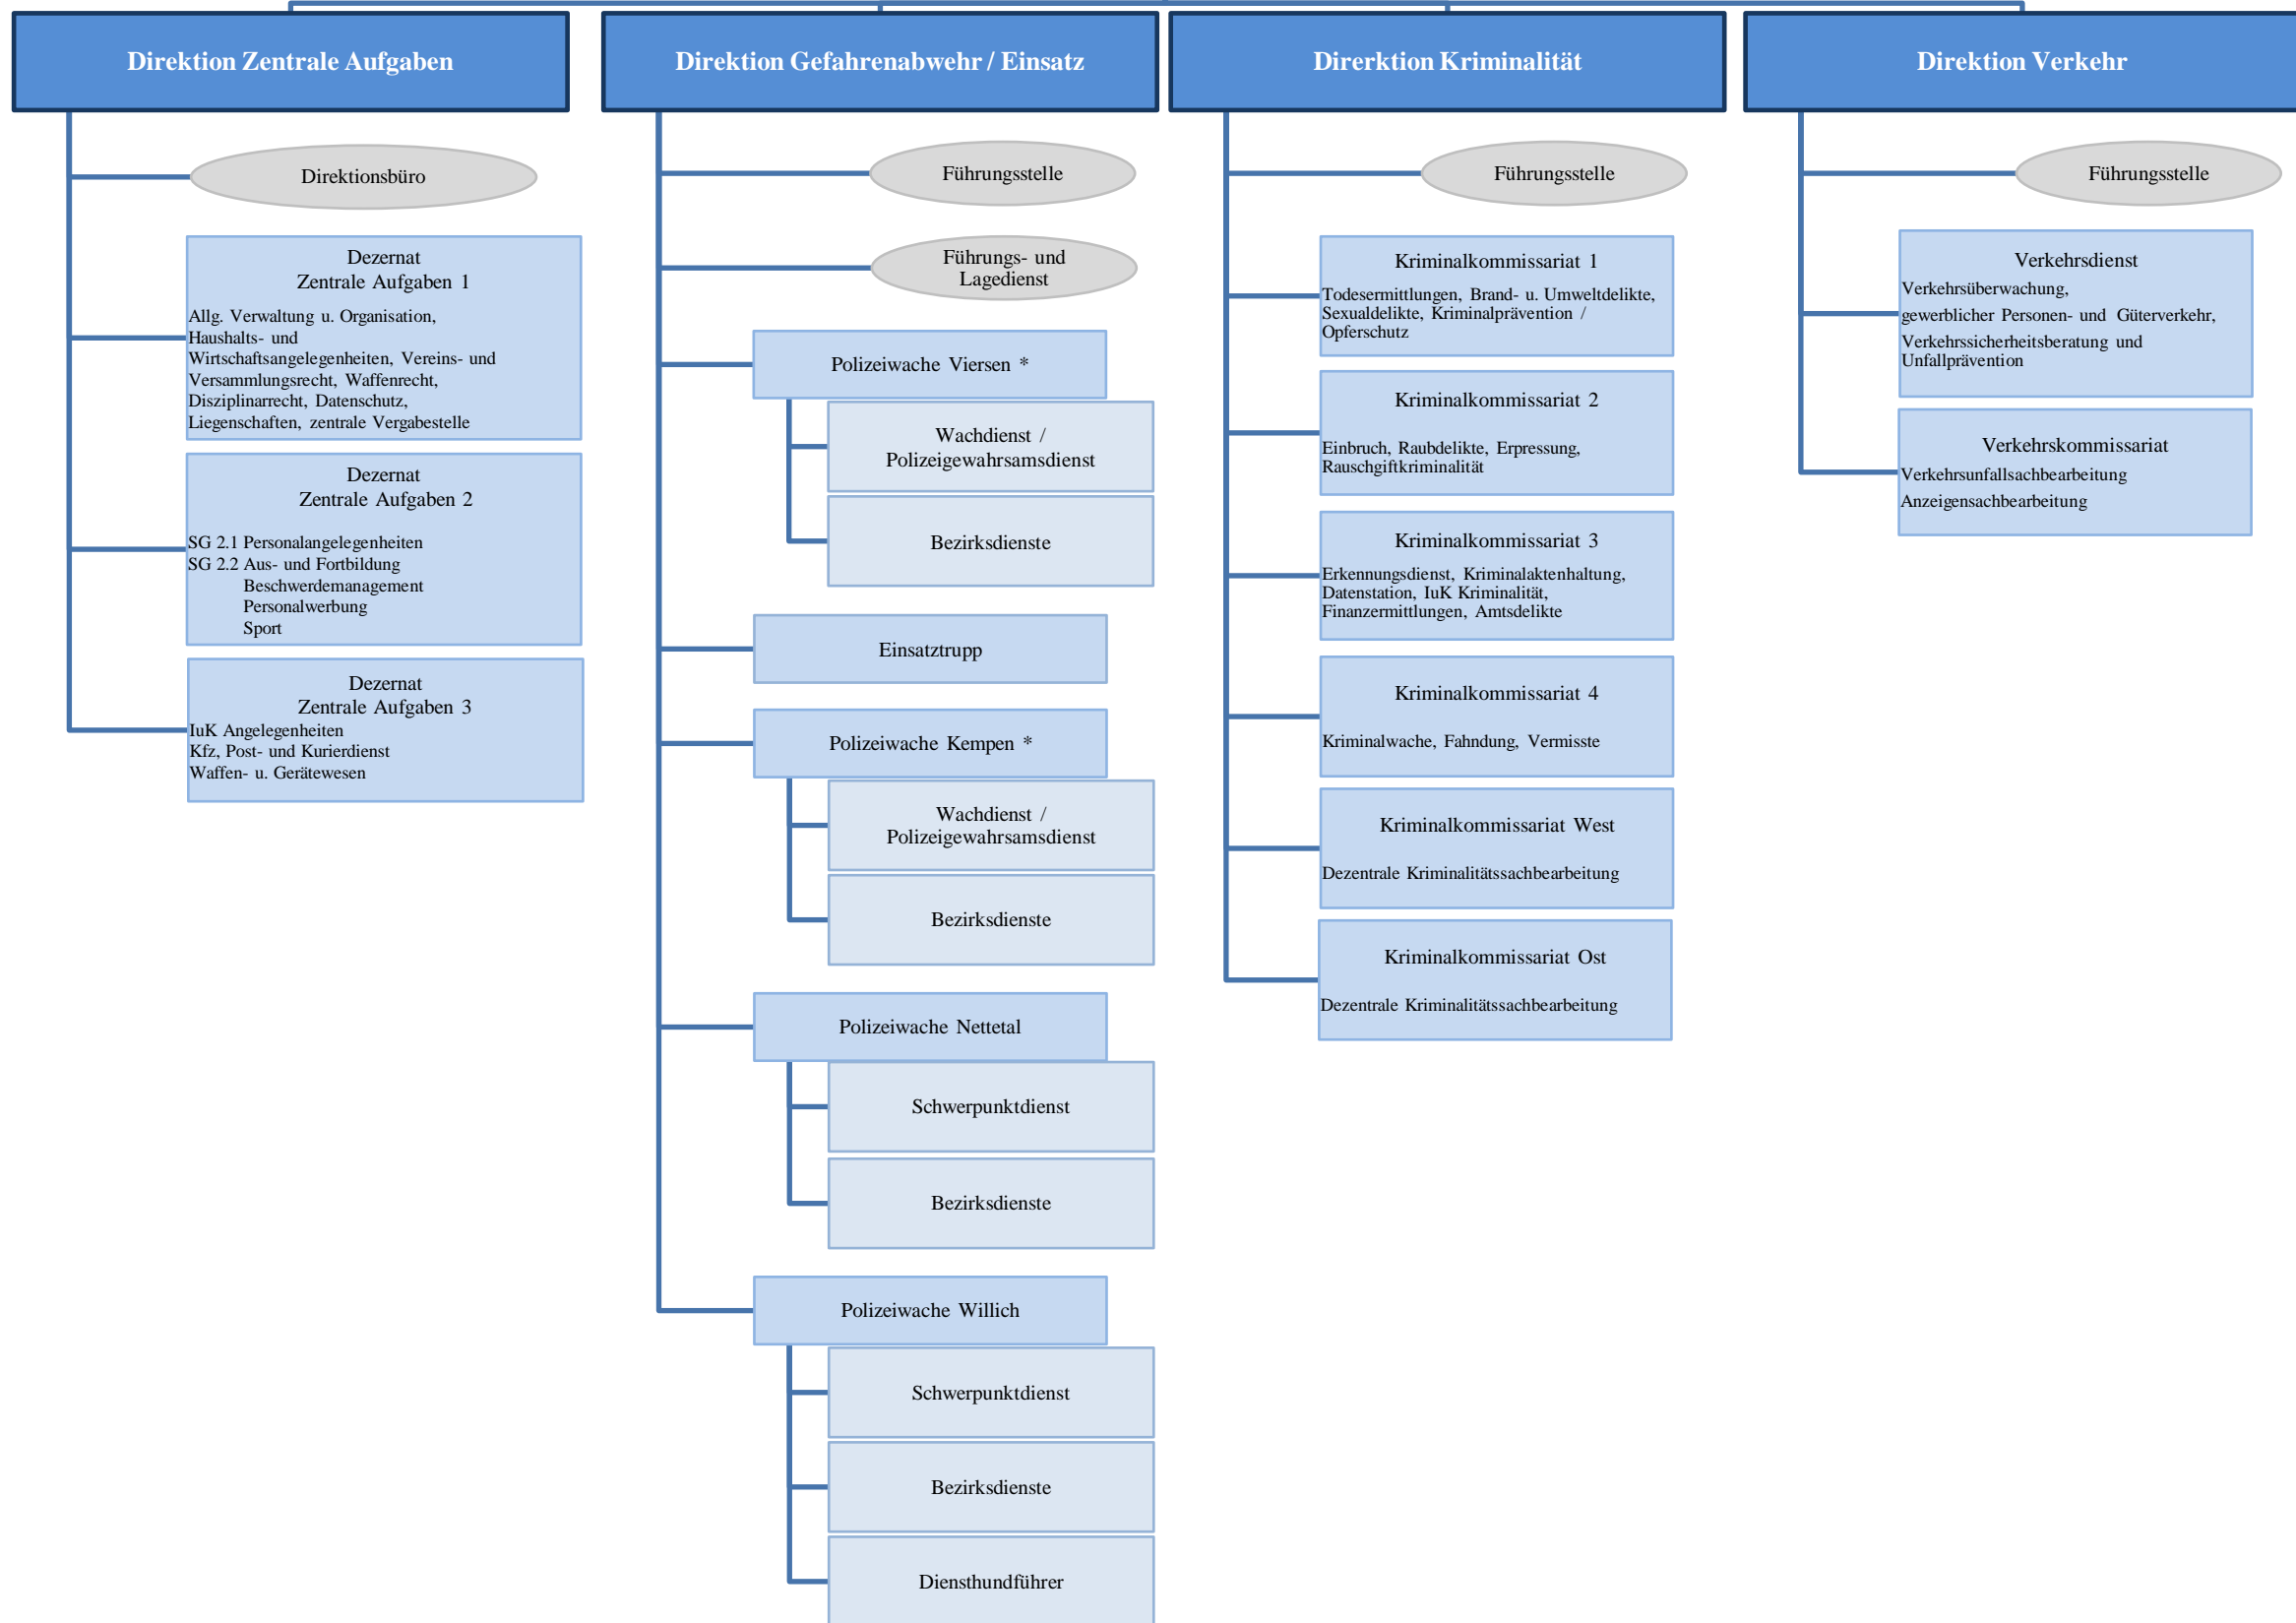 Direktion Zentrale Aufgaben
Direktionsbüro
Dezernat
Zentrale Aufgaben 1
Allg. Verwaltung u. Organisation,
Haushalts- und
Wirtschaftsangelegenheiten, Vereins- und
Versammlungsrecht, Waffenrecht,
Disziplinarrecht, Datenschutz,
Liegenschaften, zentrale Vergabestelle
Dezernat
Zentrale Aufgaben 2
SG 2.1 Personalangelegenheiten
SG 2.2 Aus- und Fortbildung
Beschwerdemanagement
Personalwerbung
Sport
Dezernat
Zentrale Aufgaben 3
IuK Angelegenheiten
Kfz, Post- und Kurierdienst
Waffen- u. Gerätewesen
Direktion Gefahrenabwehr / Einsatz
Führungsstelle
Führungs- und
Lagedienst
Polizeiwache Viersen *
Wachdienst /
Polizeigewahrsamsdienst
Bezirksdienste
Einsatztrupp
Polizeiwache Kempen *
Wachdienst /
Polizeigewahrsamsdienst
Bezirksdienste
Polizeiwache Nettetal
Schwerpunktdienst
Bezirksdienste
Polizeiwache Willich
Schwerpunktdienst
Bezirksdienste
Diensthundführer
Direrktion Kriminalität
Führungsstelle
Kriminalkommissariat 1
Todesermittlungen, Brand- u. Umweltdelikte,
Sexualdelikte, Kriminalprävention /
Opferschutz
Kriminalkommissariat 2
Einbruch, Raubdelikte, Erpressung,
Rauschgiftkriminalität
Kriminalkommissariat 3
Erkennungsdienst, Kriminalaktenhaltung,
Datenstation, IuK Kriminalität,
Finanzermittlungen, Amtsdelikte
Kriminalkommissariat 4
Kriminalwache, Fahndung, Vermisste
Kriminalkommissariat West
Dezentrale Kriminalitätssachbearbeitung
Kriminalkommissariat Ost
Dezentrale Kriminalitätssachbearbeitung
Direktion Verkehr
Führungsstelle
Verkehrsdienst
Verkehrsüberwachung,
gewerblicher Personen- und Güterverkehr,
Verkehrssicherheitsberatung und
Unfallprävention
Verkehrskommissariat
Verkehrsunfallsachbearbeitung
Anzeigensachbearbeitung